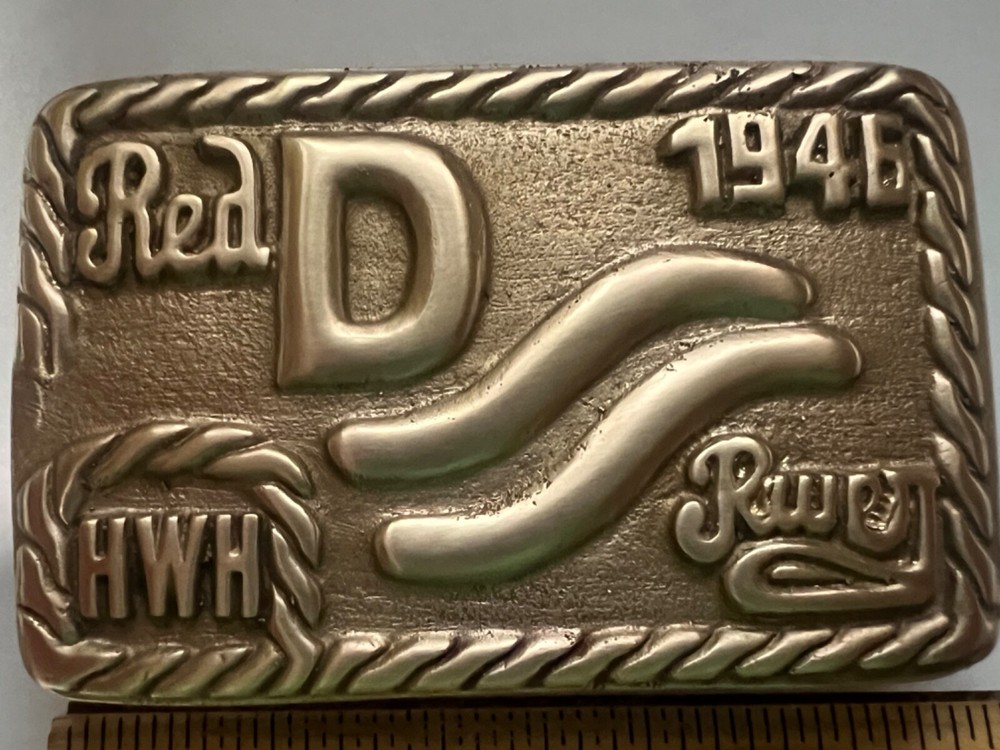 Red D 1946
HWH River